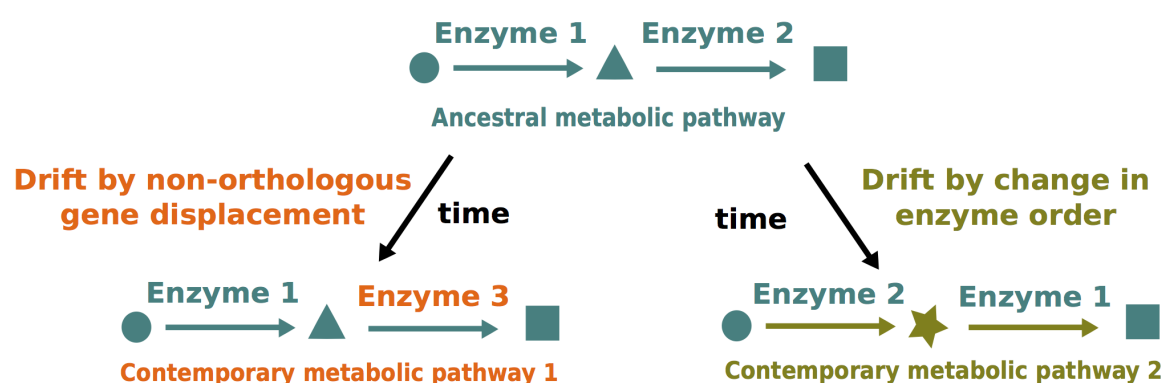 Enzyme 1 Enzyme 2
Ancestral metabolic pathway
Drift by non-orthologous
gene displacement
time
time
Drift by change in
enzyme order
Enzyme 1 Enzyme 3
Contemporary metabolic pathway 1
Enzyme 2 Enzyme 1
Contemporary metabolic pathway 2